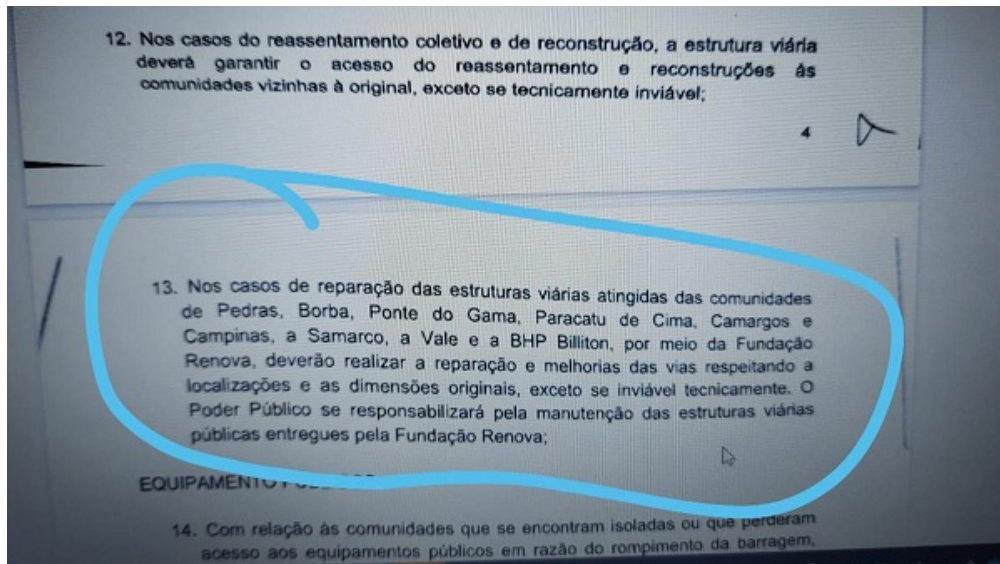 12. Nos casos do reassentamento coletivo e de reconstrução, a estrutura viária
deverá garantir o acesso do reassentamento e reconstruções às
comunidades vizinhas à original, exceto se tecnicamente inviável;
4
13. Nos casos de reparação das estruturas viárias atingidas das comunidades
de Pedras, Borba, Ponte do Gama, Paracatu de Cima, Camargos e
Campinas, a Samarco, a Vale e a BHP Billiton, por meio da Fundação
Renova, deverão realizar a reparação e melhorias das vias respeitando a
localizações e as dimensões originais, exceto se inviável tecnicamente. O
Poder Público se responsabilizará pela manutenção das estruturas viárias
públicas entregues pela Fundação Renova;
14. Com relação às comunidades que se encontram isoladas ou que perderam
acesso aos equipamentos públicos em razão do rompimento da barragem,